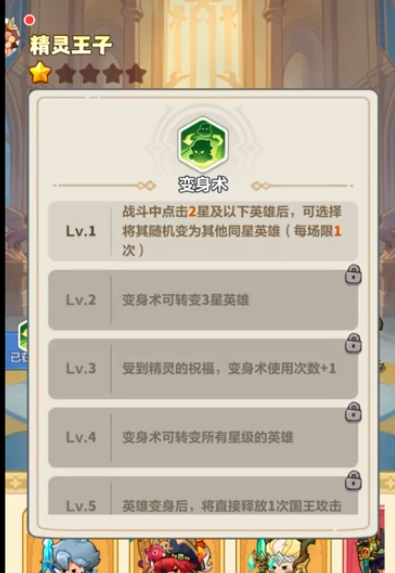 精灵王子
变身术
Lv.1
战斗中点击2星及以下英雄后，可选择
将其随机变为其他同星英雄（每场限1
次）
Lv.2
变身术可转变3星英雄
Lv.3
受到精灵的祝福，变身术使用次数+1
Lv.4
变身术可转变所有星级的英雄
Lv.5
英雄变身后，将直接释放1次国王攻击